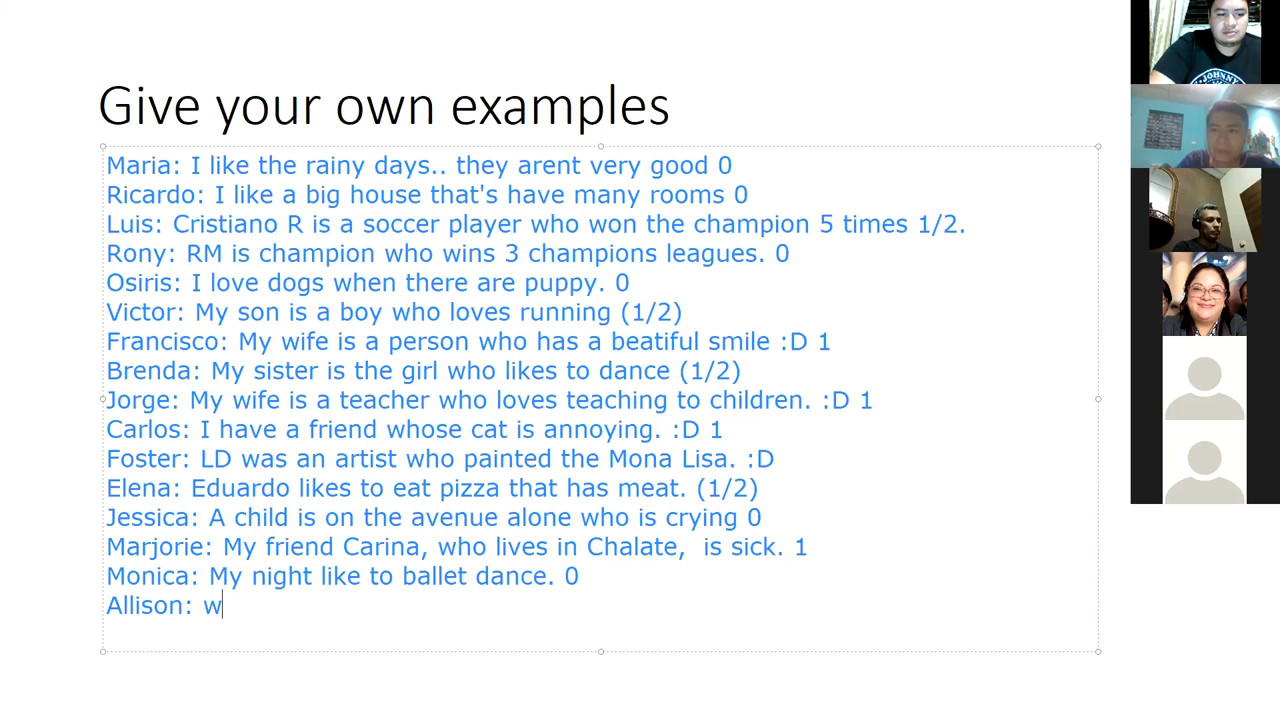 Give your own examples
Maria: I like the rainy days.. they arent very good 0
Ricardo: I like a big house that's have many rooms 0
Luis: Cristiano R is a soccer player who won the champion 5 times 1/2.
Rony: RM is champion who wins 3 champions leagues. 0
Osiris: I love dogs when there are puppy. 0
Victor: My son is a boy who loves running (1/2)
Francisco: My wife is a person who has a beatiful smile :D 1
Brenda: My sister is the girl who likes to dance (1/2)
Jorge: My wife is a teacher who loves teaching to children. :D 1
Carlos: I have a friend whose cat is annoying. :D 1
Foster: LD was an artist who painted the Mona Lisa. :D
Elena: Eduardo likes to eat pizza that has meat. (1/2)
Jessica: A child is on the avenue alone who is crying 0
Marjorie: My friend Carina, who lives in Chalate,  is sick. 1
Monica: My night like to ballet dance. 0
Allison: w
JOHNNY